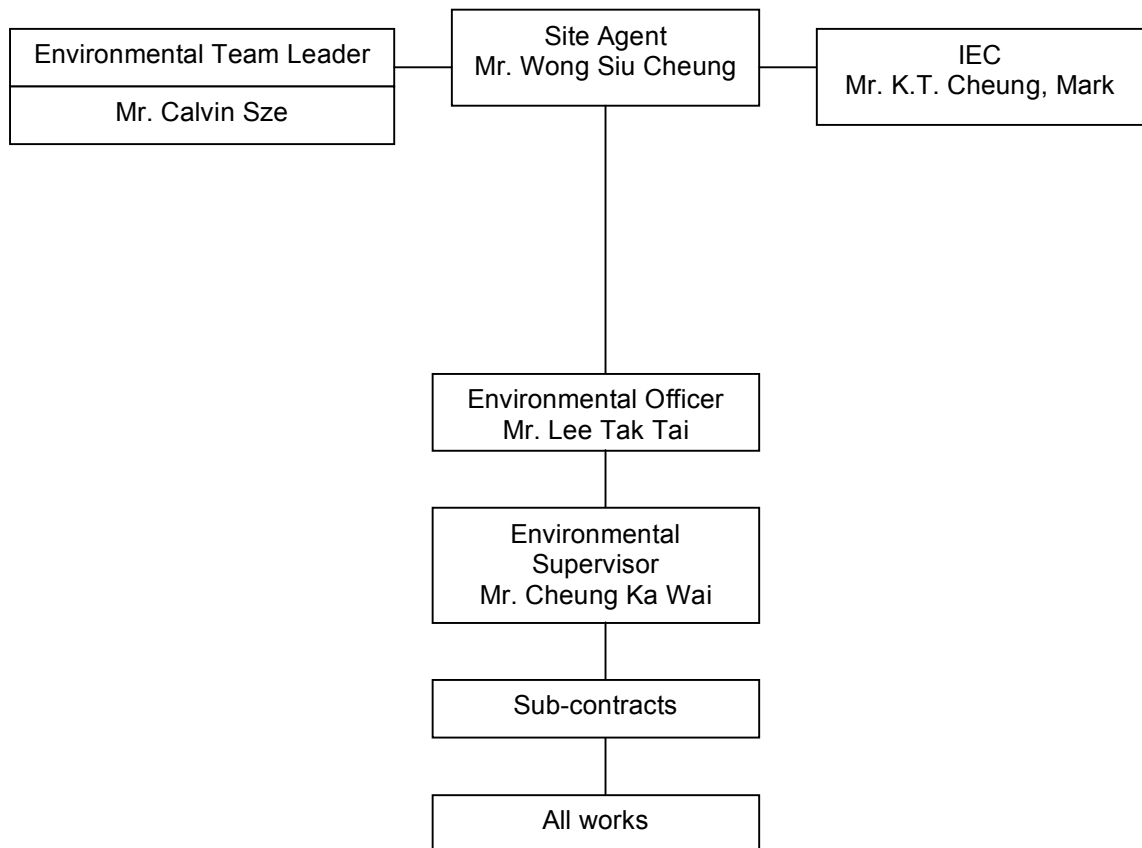 Environmental Team Leader
Mr. Calvin Sze
Site Agent
Mr. Wong Siu Cheung
IEC
Mr. K.T. Cheung, Mark
Environmental Officer
Mr. Lee Tak Tai
Environmental
Supervisor
Mr. Cheung Ka Wai
Sub-contracts
All works